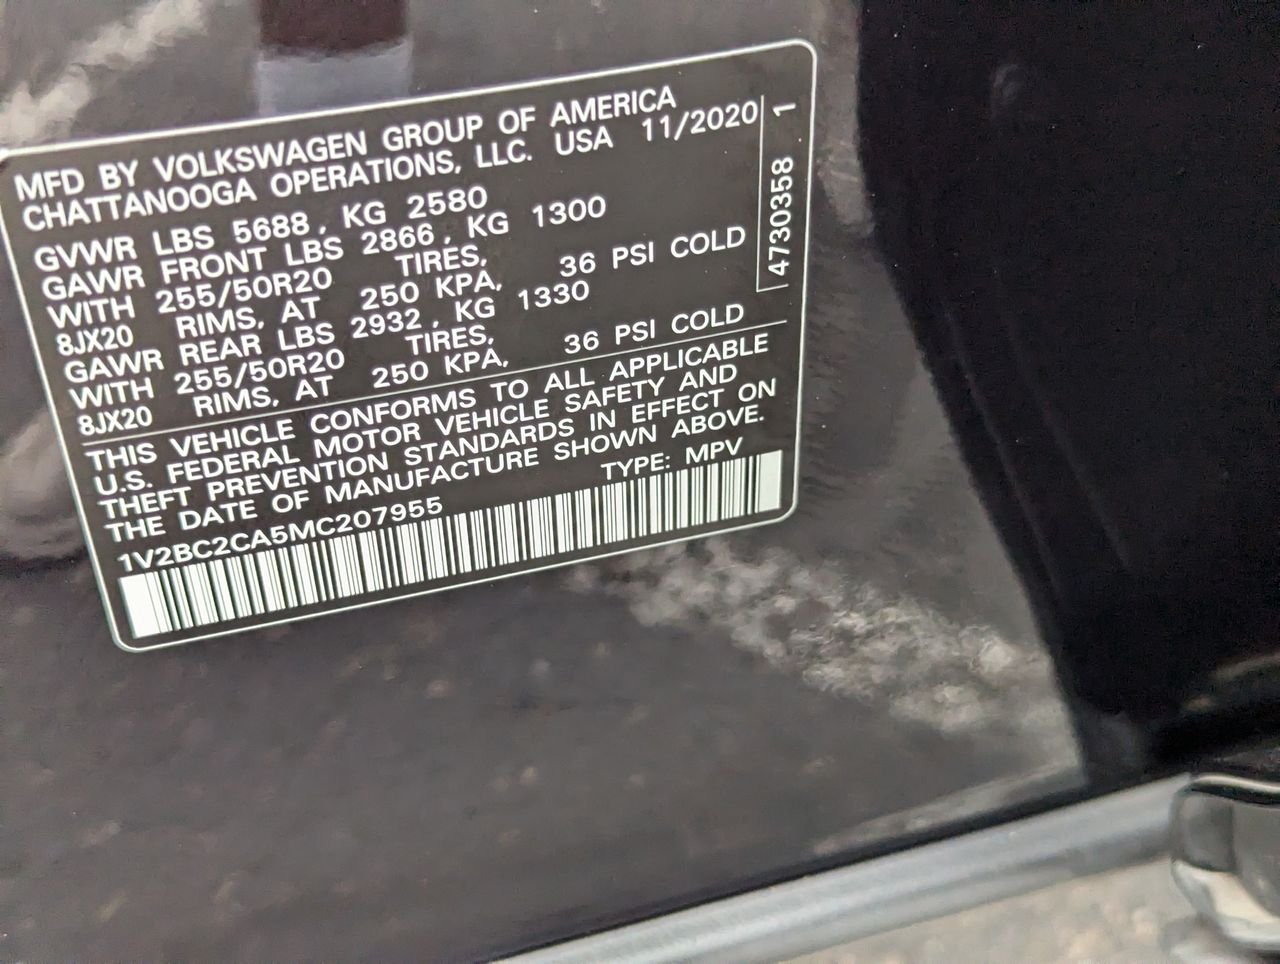 MFD BY VOLKSWAGEN GROUP OF AMERICA
CHATTANOOGA OPERATIONS, LLC. USA 11/2020
GVWR LBS 5688, KG 2580
GAWR FRONT LBS 2866, KG 1300
WITH 255/50R20 TIRES,
8JX20 RIMS, AT 250 KPA, 36 PSI COLD
GAWR REAR LBS 2932, KG 1330
WITH 255/50R20 TIRES,
8JX20 RIMS, AT 250 KPA, 36 PSI COLD
THIS VEHICLE CONFORMS TO ALL APPLICABLE
U.S. FEDERAL MOTOR VEHICLE SAFETY AND
THEFT PREVENTION STANDARDS IN EFFECT ON
THE DATE OF MANUFACTURE SHOWN ABOVE.
1V2BC2CA5MC207955 TYPE: MPV
4730358 1